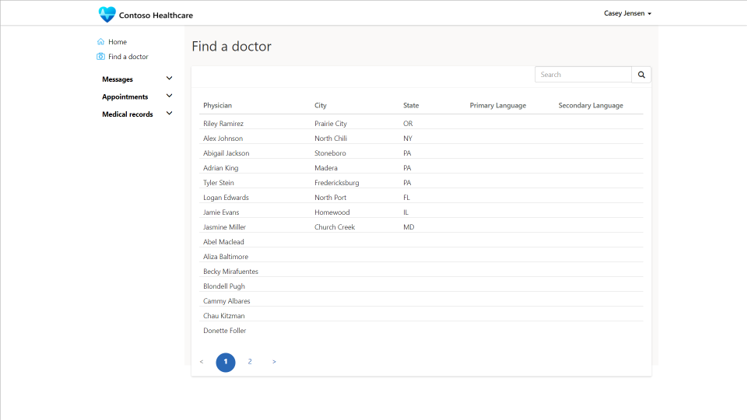 Contoso Healthcare
Casey Jensen
Home
Find a doctor
Messages
Appointments
Medical records
Find a doctor
Search
Physician City State Primary Language Secondary Language
Riley Ramirez Prairie City OR
Alex Johnson North Chili NY
Abigail Jackson Stoneboro PA
Adrian King Madera PA
Tyler Stein Fredericksburg PA
Logan Edwards North Port FL
Jamie Evans Homewood IL
Jasmine Miller Church Creek MD
Abel Maclead
Aliza Baltimore
Becky Mirafuentes
Blondell Pugh
Cammy Albares
Chau Kitzman
Donette Foller
< 1 2 >